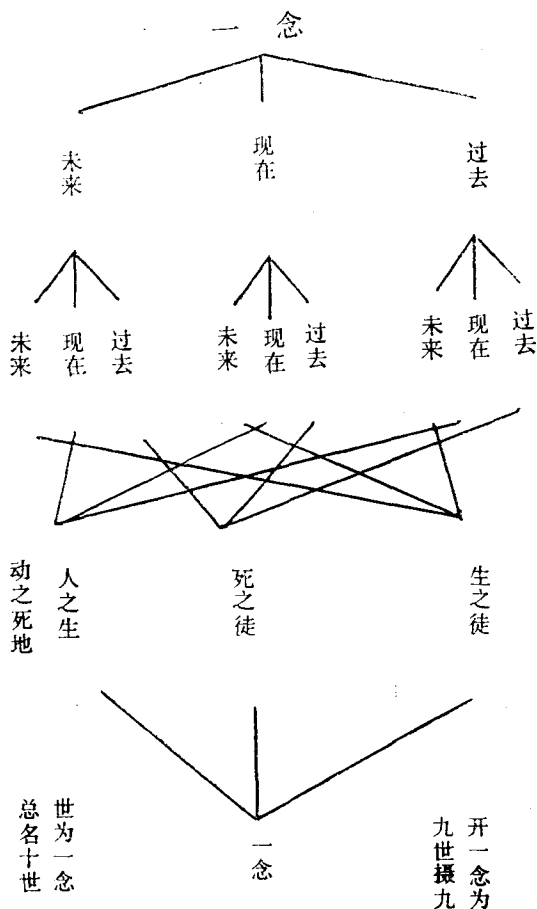 一念
过去
现在
未来
过去
现在
未来
过去
现在
未来
过去
现在
未来
生之徒
死之徒
人之生
动之死地
开一念为
九世摄九
世为一念
总名十世
一念